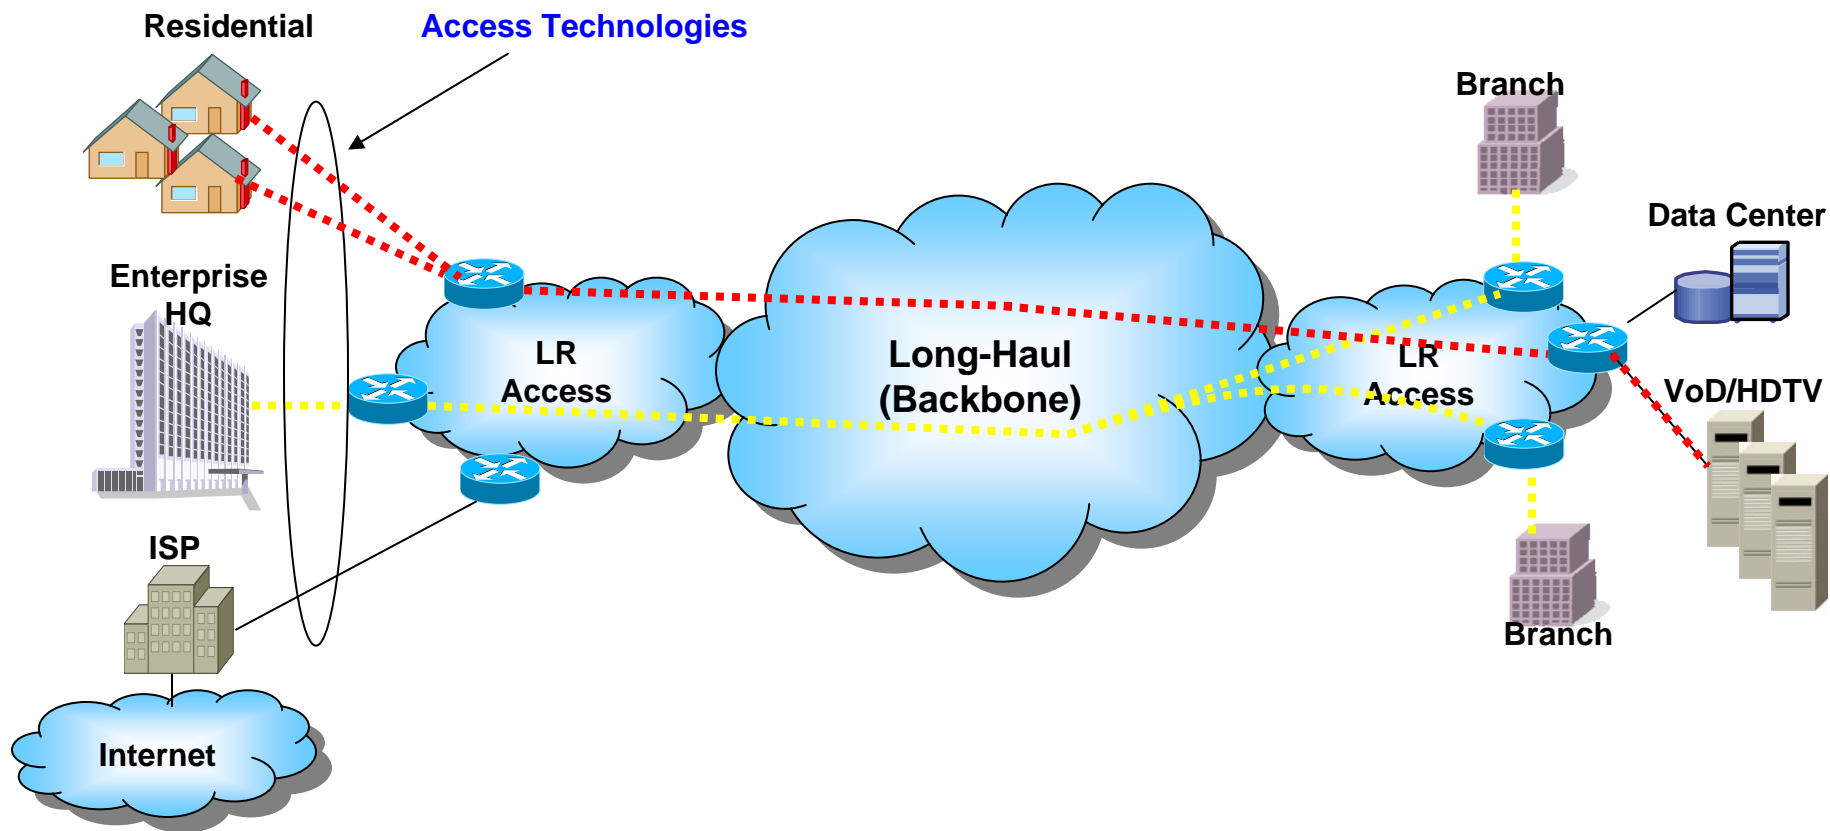 Residential
Access Technologies
Branch
Data Center
Enterprise
HQ
LR
Access
Long-Haul
(Backbone)
LR
Access
VoD/HDTV
ISP
Branch
Internet